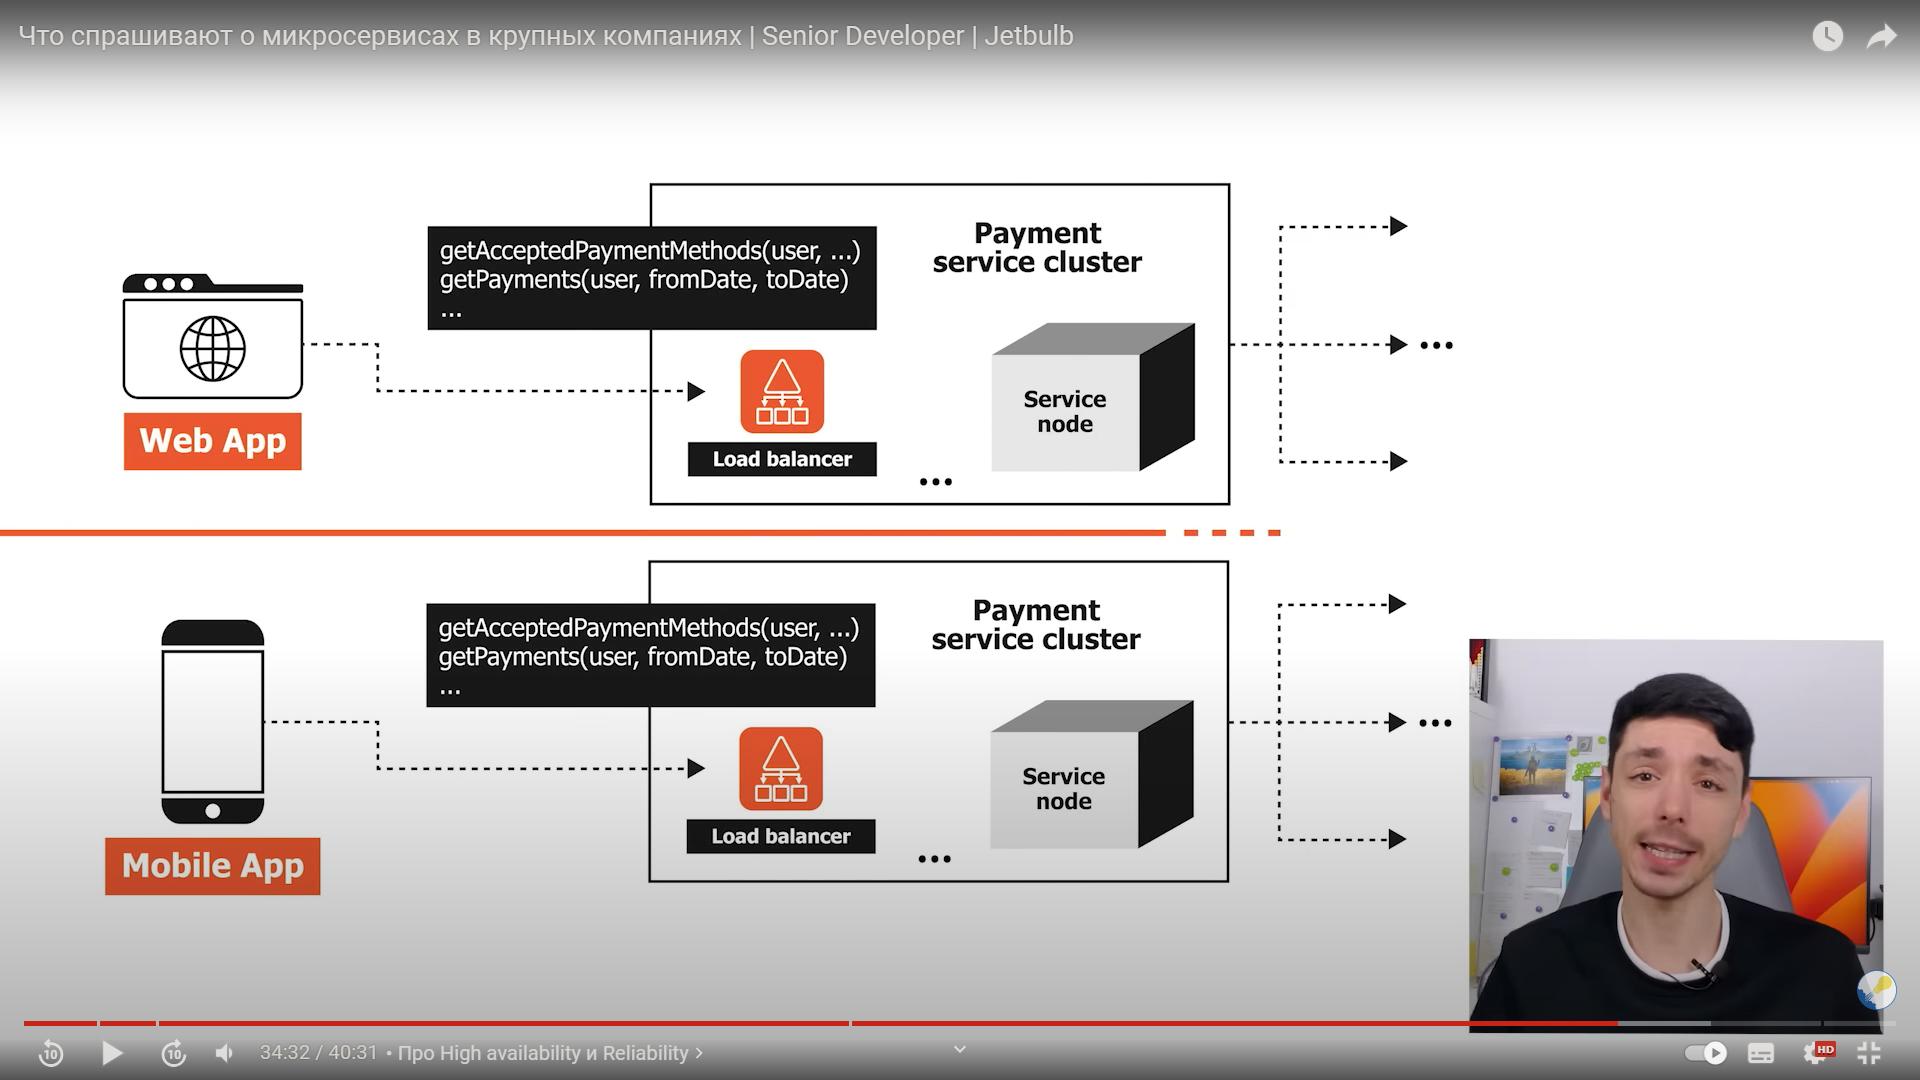 Что спрашивают о микросервисах в крупных компаниях | Senior Developer | Jetbulb
getAcceptedPaymentMethods(user, ...)
getPayments(user, fromDate, toDate)
...
Payment
service cluster
Web App
Load balancer
...
Service
node
...
getAcceptedPaymentMethods(user, ...)
getPayments(user, fromDate, toDate)
...
Payment
service cluster
Mobile App
Load balancer
...
Service
node
...
10
10
34:32 / 40:31 • Про High availability и Reliability >
HD